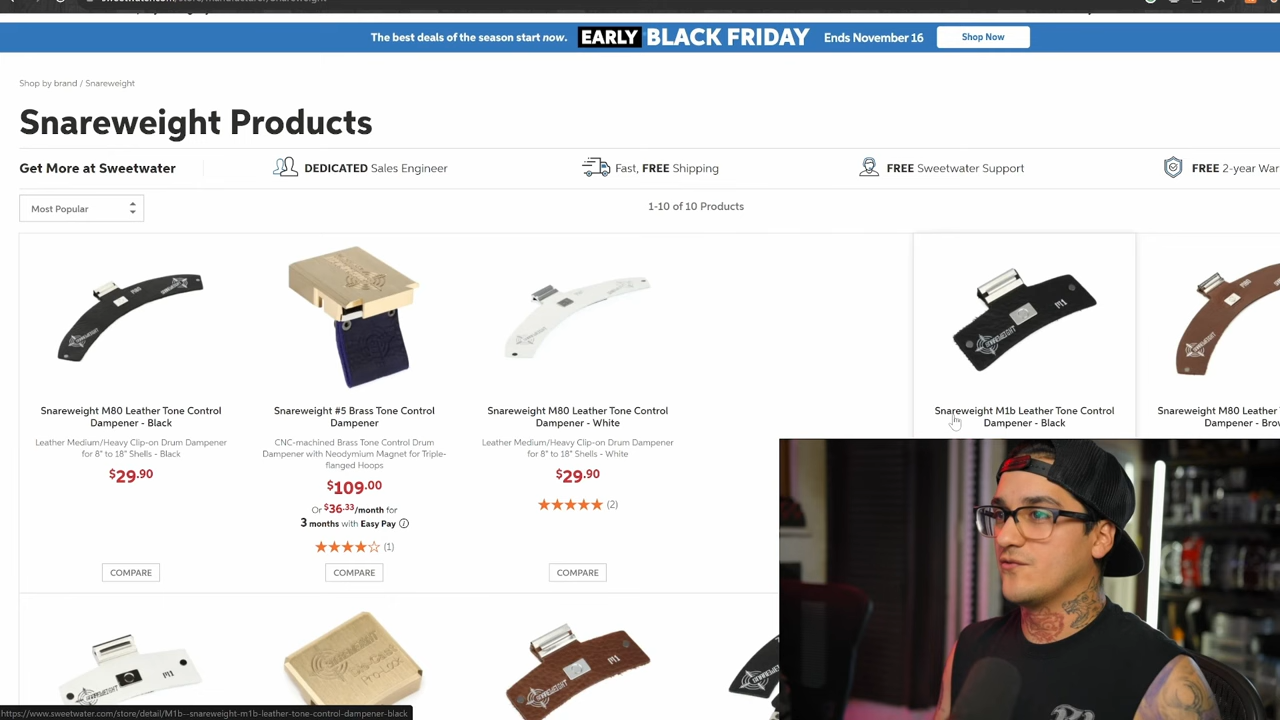 The best deals of the season start now. EARLY BLACK FRIDAY Ends November 16 Shop Now
Shop by brand / Snareweight
Snareweight Products
Get More at Sweetwater DEDICATED Sales Engineer Fast, FREE Shipping FREE Sweetwater Support FREE 2-year War
Most Popular
1-10 of 10 Products
Snareweight M80 Leather Tone Control
Dampener - Black
Leather Medium/Heavy Clip-on Drum Dampener
for 8" to 18" Shells - Black
$29.90
COMPARE
Snareweight #5 Brass Tone Control
Dampener
CNC-machined Brass Tone Control Drum
Dampener with Neodymium Magnet for Triple-
flanged Hoops
$109.00
Or $36.33/month for
3 months with Easy Pay
(1)
COMPARE
Snareweight M80 Leather Tone Control
Dampener - White
Leather Medium/Heavy Clip-on Drum Dampener
for 8" to 18" Shells - White
$29.90
(2)
COMPARE
SNAREWEIGHT M1
Snareweight M1b Leather Tone Control
Dampener - Black
Snareweight M80 Leather T
Dampener - Bro
SNAREWEIGHT M1
SNAREWEIGHT
SNAREWEIGHT M1
https://www.sweetwater.com/store/detail/M1b--snareweight-m1b-leather-tone-control-dampener-black